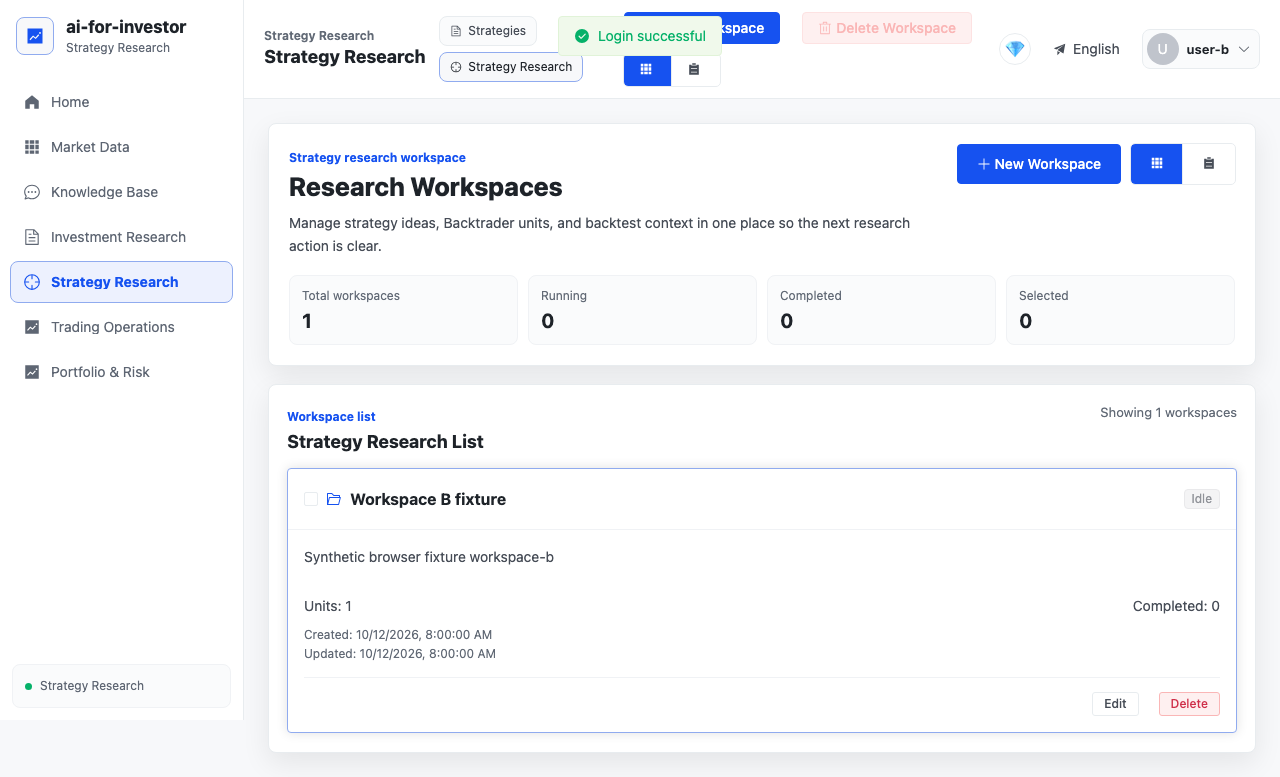 ai-for-investor
Strategy Research
Home
Market Data
Knowledge Base
Investment Research
Strategy Research
Trading Operations
Portfolio & Risk
Strategy Research
Strategy Research
Strategy Research
Strategies
Strategy Research
Login successful
Delete Workspace
English
U
user-b
Strategy research workspace
Research Workspaces
Manage strategy ideas, Backtrader units, and backtest context in one place so the next research
action is clear.
New Workspace
Total workspaces
1
Running
0
Completed
0
Selected
0
Workspace list
Strategy Research List
Showing 1 workspaces
Workspace B fixture
Idle
Synthetic browser fixture workspace-b
Units: 1
Completed: 0
Created: 10/12/2026, 8:00:00 AM
Updated: 10/12/2026, 8:00:00 AM
Edit
Delete